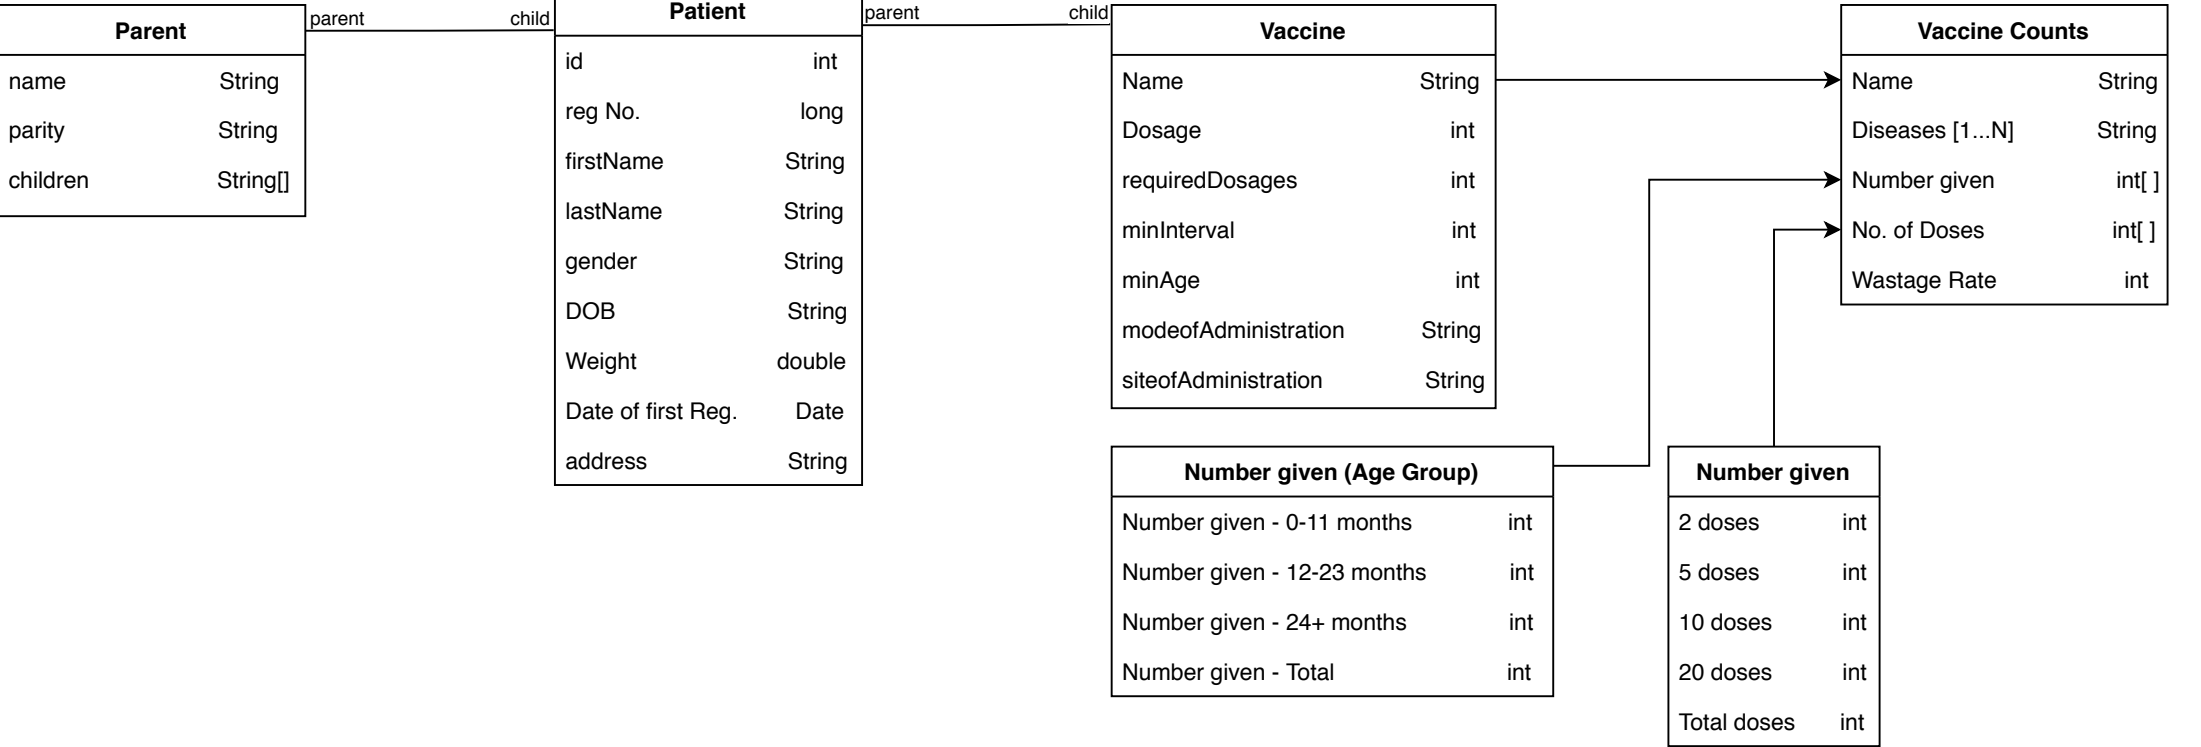 Parent
name String
parity String
children String[]
parent child
Patient
id int
reg No. long
firstName String
lastName String
gender String
DOB String
Weight double
Date of first Reg. Date
address String
parent child
Vaccine
Name String
Dosage int
requiredDosages int
minInterval int
minAge int
modeofAdministration String
siteofAdministration String
Vaccine Counts
Name String
Diseases [1...N] String
Number given int[ ]
No. of Doses int[ ]
Wastage Rate int
Number given (Age Group)
Number given - 0-11 months int
Number given - 12-23 months int
Number given - 24+ months int
Number given - Total int
Number given
2 doses int
5 doses int
10 doses int
20 doses int
Total doses int